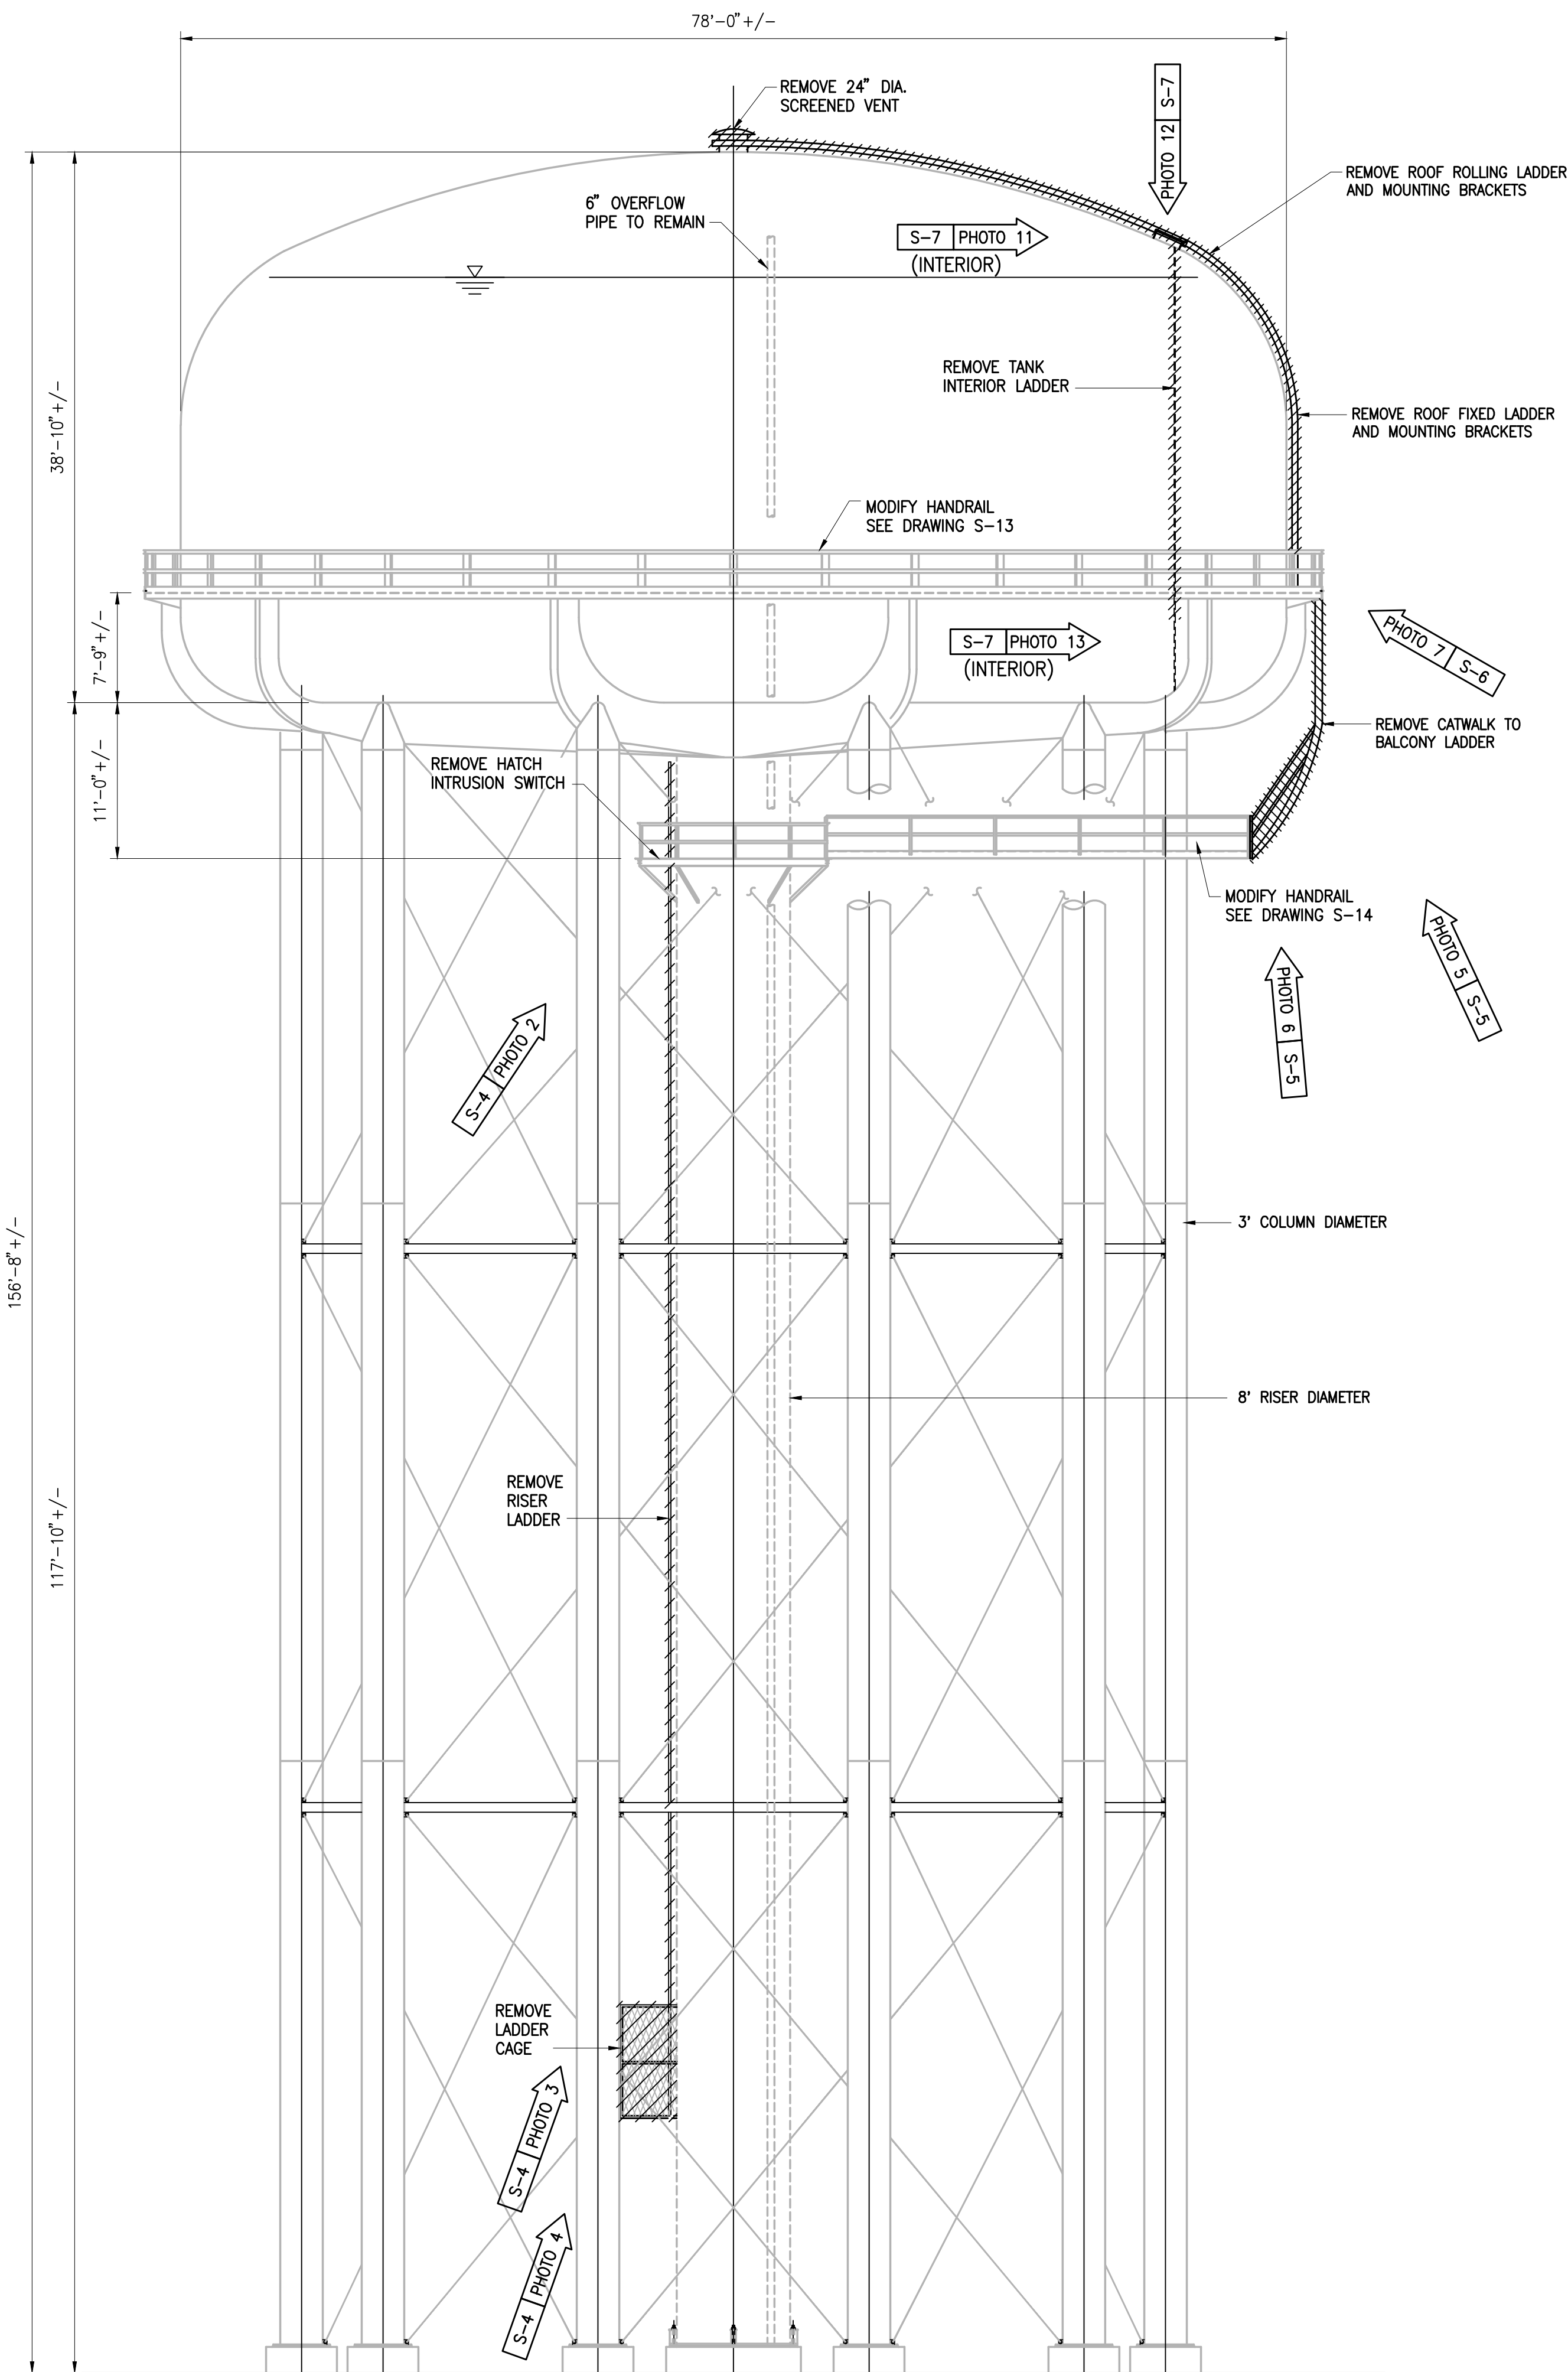 78'-0"+/-
REMOVE 24" DIA.
SCREENED VENT
PHOTO 12 S-7
REMOVE ROOF ROLLING LADDER
AND MOUNTING BRACKETS
6" OVERFLOW
PIPE TO REMAIN
S-7 PHOTO 11
(INTERIOR)
REMOVE TANK
INTERIOR LADDER
38'-10"+/-
REMOVE ROOF FIXED LADDER
AND MOUNTING BRACKETS
MODIFY HANDRAIL
SEE DRAWING S-13
7'-9"+/-
S-7 PHOTO 13
(INTERIOR)
PHOTO 7 S-6
REMOVE CATWALK TO
BALCONY LADDER
11'-0"+/-
REMOVE HATCH
INTRUSION SWITCH
MODIFY HANDRAIL
SEE DRAWING S-14
PHOTO 5 S-5
PHOTO 6 S-5
S-4 PHOTO 2
3' COLUMN DIAMETER
156'-8"+/-
8' RISER DIAMETER
117'-10"+/-
REMOVE
RISER
LADDER
REMOVE
LADDER
CAGE
S-4 PHOTO 3
S-4 PHOTO 4